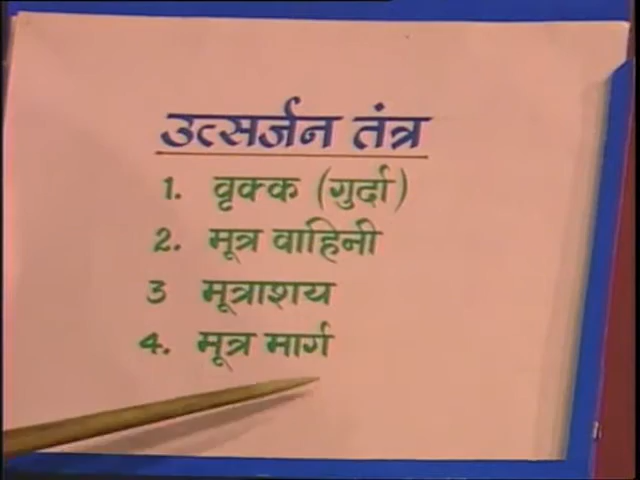 उत्सर्जन तंत्र
1. वृक्क (गुर्दा)
2. मूत्र वाहिनी
3 मूत्राशय
4. मूत्र मार्ग